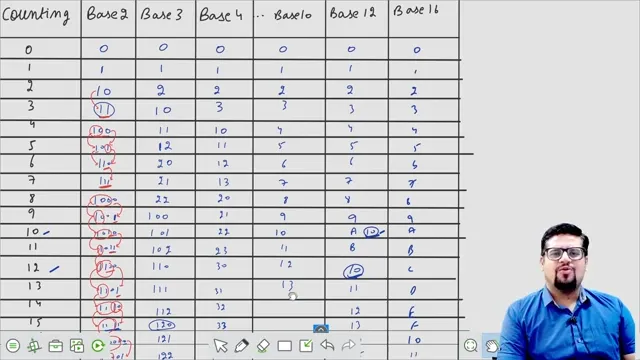 Counting Base 2 Base 3 Base 4 .. Base 10 Base 12 Base 16
0 0 0 0 0 0 0
1 1 1 1 1 1 1
2 10 2 2 2 2 2
3 11 10 3 3 3 3
4 100 11 10 4 4 4
5 101 12 11 5 5 5
6 110 20 12 6 6 6
7 111 21 13 7 7 7
8 1000 22 20 8 8 8
9 1001 100 21 9 9 9
10 1010 101 22 10 A 10 A
11 1011 102 23 11 B B
12 1100 110 30 12 10 C
13 1101 111 31 13 11 D
14 1110 112 32 12
15 1111 120 33 13 F
121 10
122 11